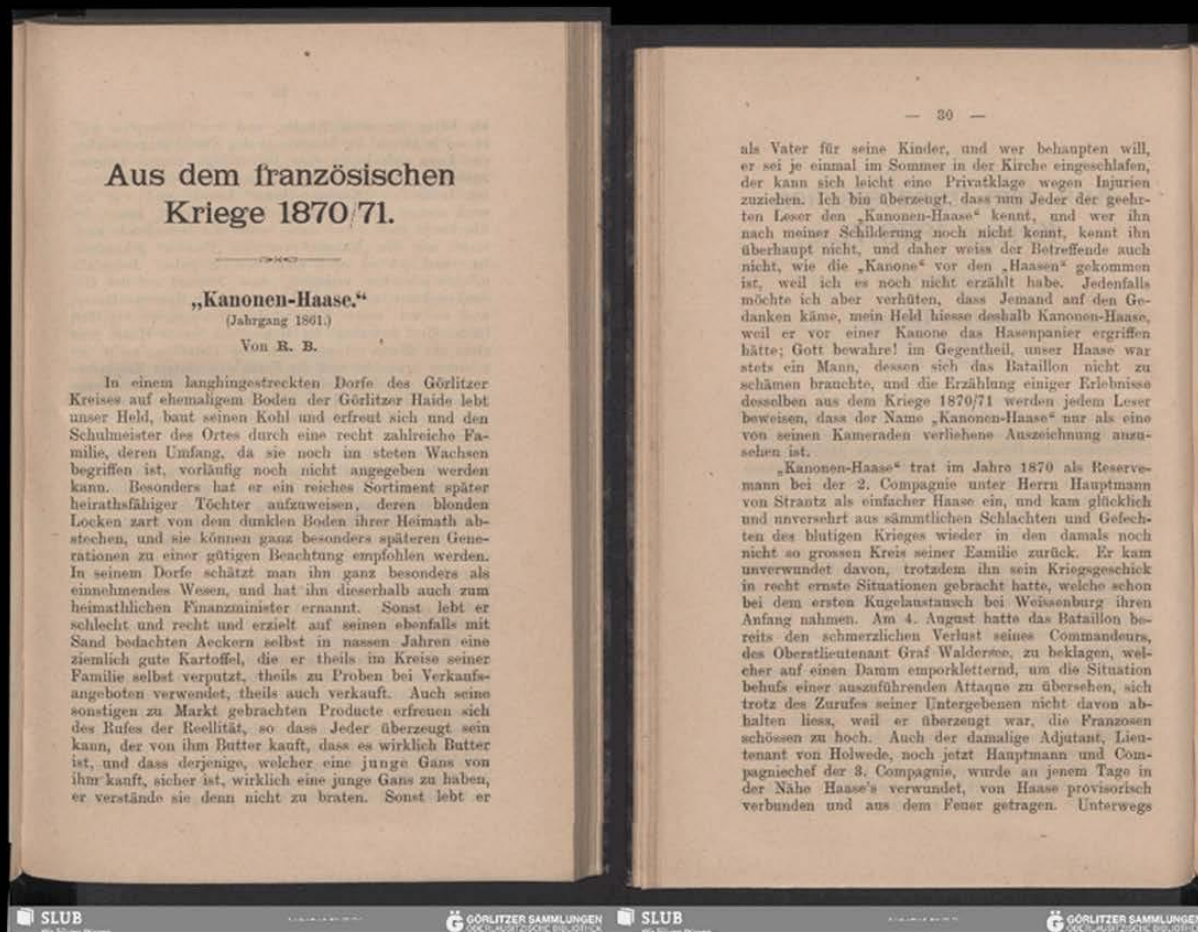 Aus dem französischen
Kriege 1870/71.
„Kanonen-Haase.“
(Jahrgang 1861.)
Von R. B.
In einem langhingestreckten Dorfe des Görlitzer
Kreises auf ehemaligem Boden der Görlitzer Haide lebt
unser Held, baut seinen Kohl und erfreut sich und den
Schulmeister des Ortes durch eine recht zahlreiche Fa-
milie, deren Umfang, da sie noch im steten Wachsen
begriffen ist, vorläufig noch nicht angegeben werden
kann. Besonders hat er ein reiches Sortiment später
heirathsfähiger Töchter aufzuweisen, deren blonden
Locken zart von dem dunklen Boden ihrer Heimath ab-
stechen, und sie können ganz besonders späteren Gene-
rationen zu einer gütigen Beachtung empfohlen werden.
In seinem Dorfe schätzt man ihn ganz besonders als
einnehmendes Wesen, und hat ihn dieserhalb auch zum
heimathlichen Finanzminister ernannt. Sonst lebt er
schlecht und recht und erzielt auf seinen ebenfalls mit
Sand bedachten Aeckern selbst in nassen Jahren eine
ziemlich gute Kartoffel, die er theils im Kreise seiner
Familie selbst verputzt, theils zu Proben bei Verkaufs-
angeboten verwendet, theils auch verkauft. Auch seine
sonstigen zu Markt gebrachten Producte erfreuen sich
des Rufes der Reellität, so dass Jeder überzeugt sein
kann, der von ihm Butter kauft, dass es wirklich Butter
ist, und dass derjenige, welcher eine junge Gans von
ihm kauft, sicher ist, wirklich eine junge Gans zu haben,
er verstände sie denn nicht zu braten. Sonst lebt er
— 30 —
als Vater für seine Kinder, und wer behaupten will,
er sei je einmal im Sommer in der Kirche eingeschlafen,
der kann sich leicht eine Privatklage wegen Injurien
zuziehen. Ich bin überzeugt, dass nun Jeder der geehr-
ten Leser den „Kanonen-Haase“ kennt, und wer ihn
nach meiner Schilderung noch nicht kennt, kennt ihn
überhaupt nicht, und daher weiss der Betreffende auch
nicht, wie die „Kanone“ vor den „Haasen“ gekommen
ist, weil ich es noch nicht erzählt habe. Jedenfalls
möchte ich aber verhüten, dass Jemand auf den Ge-
danken käme, mein Held hiesse deshalb Kanonen-Haase,
weil er vor einer Kanone das Hasenpanier ergriffen
hätte; Gott bewahre! im Gegentheil, unser Haase war
stets ein Mann, dessen sich das Bataillon nicht zu
schämen brauchte, und die Erzählung einiger Erlebnisse
desselben aus dem Kriege 1870/71 werden jedem Leser
beweisen, dass der Name „Kanonen-Haase“ nur als eine
von seinen Kameraden verliehene Auszeichnung anzu-
sehen ist.
„Kanonen-Haase“ trat im Jahre 1870 als Reserve-
mann bei der 2. Compagnie unter Herrn Hauptmann
von Strantz als einfacher Haase ein, und kam glücklich
und unversehrt aus sämmtlichen Schlachten und Gefech-
ten des blutigen Krieges wieder in den damals noch
nicht so grossen Kreis seiner Eamilie zurück. Er kam
unverwundet davon, trotzdem ihn sein Kriegsgeschick
in recht ernste Situationen gebracht hatte, welche schon
bei dem ersten Kugelaustausch bei Weissenburg ihren
Anfang nahmen. Am 4. August hatte das Bataillon be-
reits den schmerzlichen Verlust seines Commandeurs,
des Oberstlieutenant Graf Waldersee, zu beklagen, wel-
cher auf einen Damm emporkletternd, um die Situation
behufs einer auszuführenden Attaque zu übersehen, sich
trotz des Zurufes seiner Untergebenen nicht davon ab-
halten liess, weil er überzeugt war, die Franzosen
schössen zu hoch. Auch der damalige Adjutant, Lieu-
tenant von Holwede, noch jetzt Hauptmann und Com-
pagniechef der 3. Compagnie, wurde an jenem Tage in
der Nähe Haase's verwundet, von Haase provisorisch
verbunden und aus dem Feuer getragen. Unterwegs
SLUB
GÖRLITZER SAMMLUNGEN
OBERLAUSITZISCHE BIBLIOTHEK
SLUB
GÖRLITZER SAMMLUNGEN
OBERLAUSITZISCHE BIBLIOTHEK